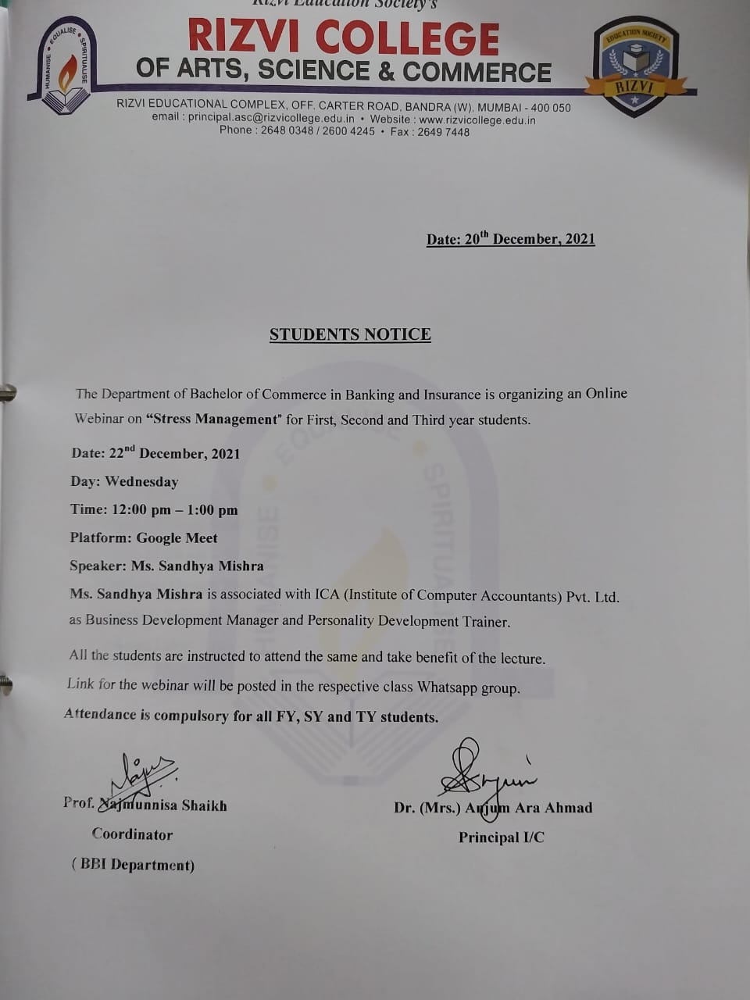 Rizvi Education Society's
RIZVI COLLEGE
OF ARTS, SCIENCE & COMMERCE
HUMANISE • EQUALISE • SPIRITUALISE
EDUCATION SOCIETY
RIZVI
RIZVI EDUCATIONAL COMPLEX, OFF. CARTER ROAD, BANDRA (W), MUMBAI - 400 050
email : principal.asc@rizvicollege.edu.in • Website : www.rizvicollege.edu.in
Phone : 2648 0348 / 2600 4245 • Fax : 2649 7448
Date: 20th December, 2021
STUDENTS NOTICE
The Department of Bachelor of Commerce in Banking and Insurance is organizing an Online
Webinar on “Stress Management" for First, Second and Third year students.
Date: 22nd December, 2021
Day: Wednesday
Time: 12:00 pm – 1:00 pm
Platform: Google Meet
Speaker: Ms. Sandhya Mishra
Ms. Sandhya Mishra is associated with ICA (Institute of Computer Accountants) Pvt. Ltd.
as Business Development Manager and Personality Development Trainer.
All the students are instructed to attend the same and take benefit of the lecture.
Link for the webinar will be posted in the respective class Whatsapp group.
Attendance is compulsory for all FY, SY and TY students.
Prof. Najmunnisa Shaikh
Coordinator
( BBI Department)
Dr. (Mrs.) Anjum Ara Ahmad
Principal I/C
HUMANISE • EQUALISE • SPIRITUALISE